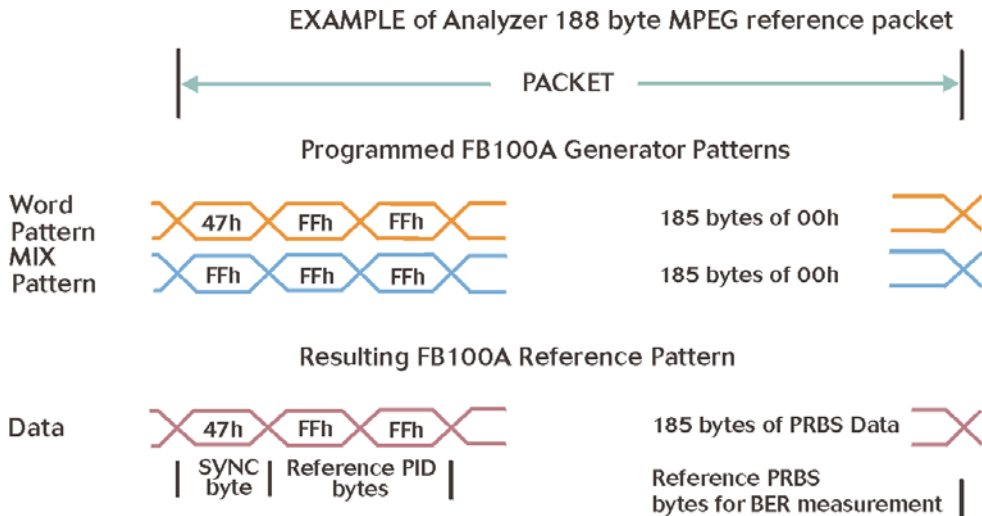 EXAMPLE of Analyzer 188 byte MPEG reference packet
PACKET
Programmed FB100A Generator Patterns
Word
Pattern
47h FFh FFh
185 bytes of 00h
MIX
Pattern
FFh FFh FFh
185 bytes of 00h
Resulting FB100A Reference Pattern
Data
47h FFh FFh
185 bytes of PRBS Data
SYNC
byte
Reference PID
bytes
Reference PRBS
bytes for BER measurement